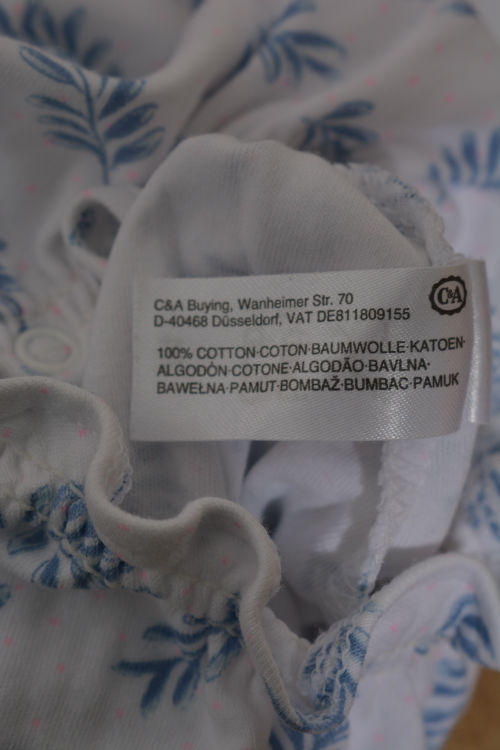 C&A Buying, Wanheimer Str. 70
D-40468 Düsseldorf, VAT DE811809155
C&A
100% COTTON·COTON·BAUMWOLLE·KATOEN·
ALGODÓN·COTONE·ALGODÃO·BAVLNA·
BAWEŁNA·PAMUT·BOMBAŽ·BUMBAC·PAMUK